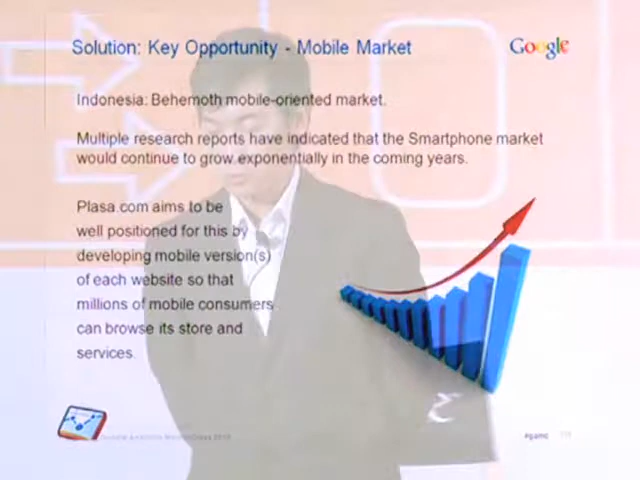 Solution: Key Opportunity - Mobile Market
Google
Indonesia: Behemoth mobile-oriented market.
Multiple research reports have indicated that the Smartphone market
would continue to grow exponentially in the coming years.
Plasa.com aims to be
well positioned for this by
developing mobile version(s)
of each website so that
millions of mobile consumers
can browse its store and
services.